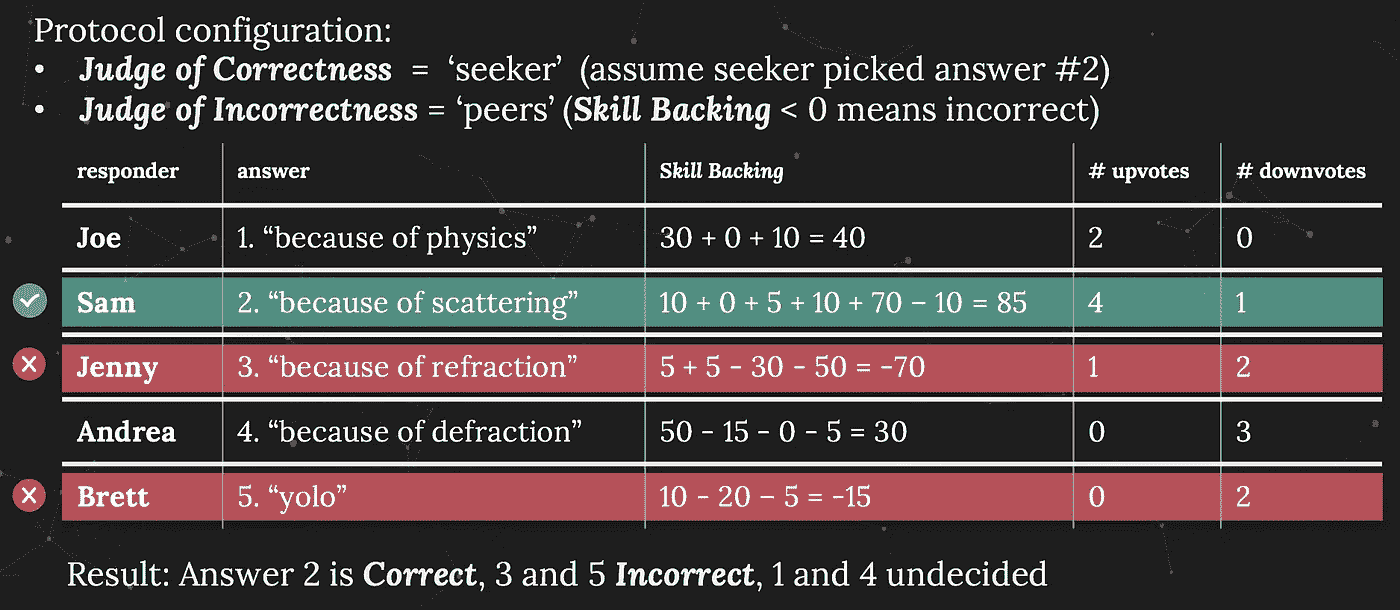 Protocol configuration:
• Judge of Correctness = ‘seeker’ (assume seeker picked answer #2)
• Judge of Incorrectness = ‘peers’ (Skill Backing < 0 means incorrect)
responder answer Skill Backing # upvotes # downvotes
Joe 1. “because of physics” 30 + 0 + 10 = 40 2 0
Sam 2. “because of scattering” 10 + 0 + 5 + 10 + 70 – 10 = 85 4 1
Jenny 3. “because of refraction” 5 + 5 - 30 - 50 = -70 1 2
Andrea 4. “because of defraction” 50 - 15 - 0 - 5 = 30 0 3
Brett 5. “yolo” 10 - 20 – 5 = -15 0 2
Result: Answer 2 is Correct, 3 and 5 Incorrect, 1 and 4 undecided